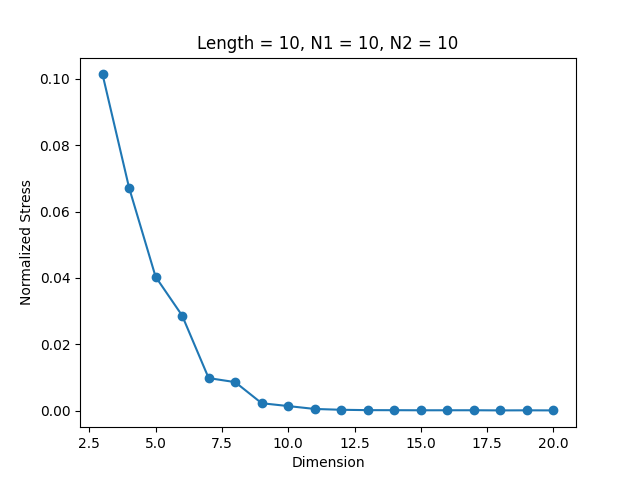 Length = 10, N1 = 10, N2 = 10
Normalized Stress
0.10
0.08
0.06
0.04
0.02
0.00
2.5 5.0 7.5 10.0 12.5 15.0 17.5 20.0
Dimension